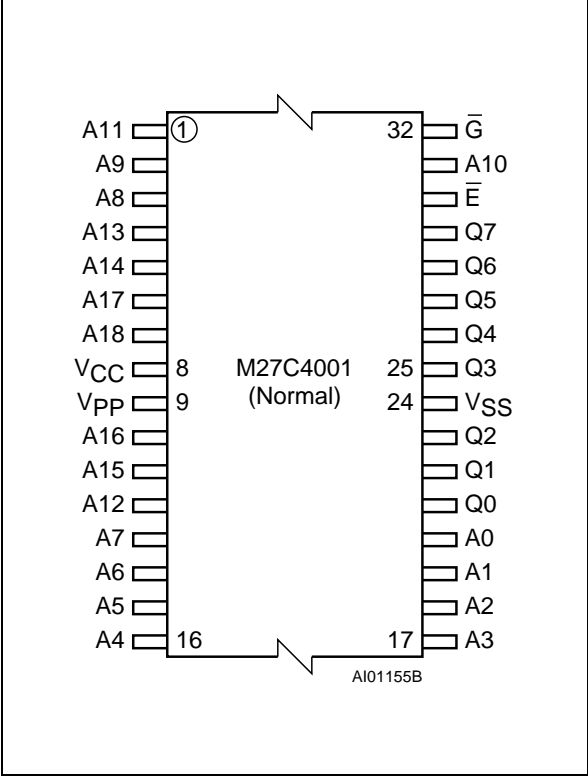 A11 1 32 G̅
A9 A10
A8 E̅
A13 Q7
A14 Q6
A17 Q5
A18 Q4
VCC 8 M27C4001 25 Q3
VPP 9 (Normal) 24 VSS
A16 Q2
A15 Q1
A12 Q0
A7 A0
A6 A1
A5 A2
A4 16 17 A3
AI01155B